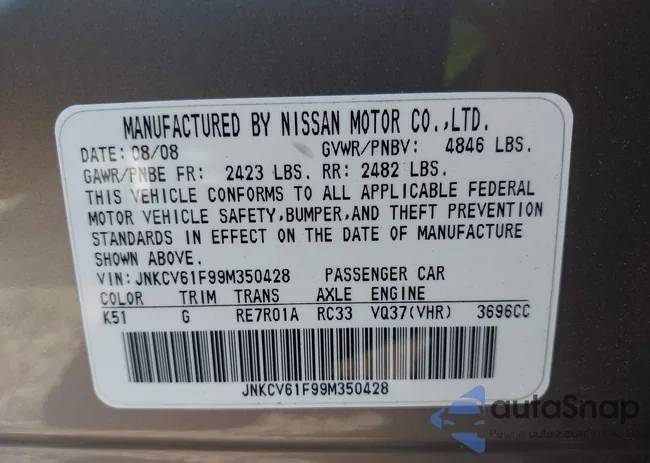 MANUFACTURED BY NISSAN MOTOR CO.,LTD.
DATE: 08/08 GVWR/PNBV: 4846 LBS.
GAWR/PNBE FR: 2423 LBS. RR: 2482 LBS.
THIS VEHICLE CONFORMS TO ALL APPLICABLE FEDERAL
MOTOR VEHICLE SAFETY,BUMPER,AND THEFT PREVENTION
STANDARDS IN EFFECT ON THE DATE OF MANUFACTURE
SHOWN ABOVE.
VIN: JNKCV61F99M350428 PASSENGER CAR
COLOR TRIM TRANS AXLE ENGINE
K51 G RE7R01A RC33 VQ37(VHR) 3696CC
JNKCV61F99M350428
autoSnap